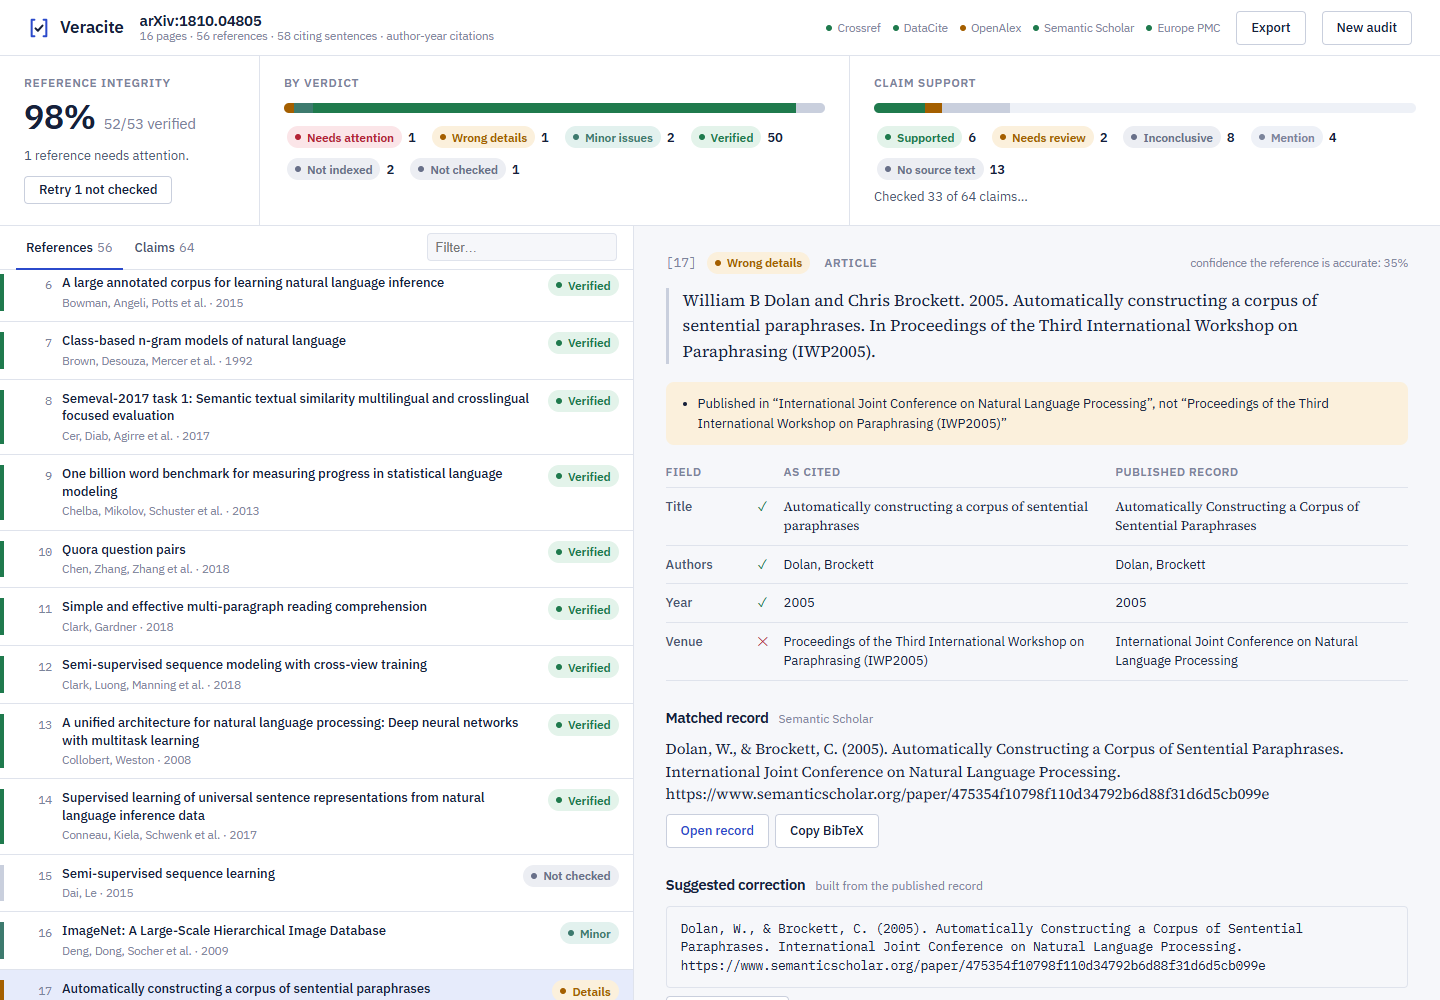 Veracite
arXiv:1810.04805
16 pages · 56 references · 58 citing sentences · author-year citations
Crossref
DataCite
OpenAlex
Semantic Scholar
Europe PMC
Export
New audit
REFERENCE INTEGRITY
98% 52/53 verified
1 reference needs attention.
Retry 1 not checked
BY VERDICT
Needs attention 1
Wrong details 1
Minor issues 2
Verified 50
Not indexed 2
Not checked 1
CLAIM SUPPORT
Supported 6
Needs review 2
Inconclusive 8
Mention 4
No source text 13
Checked 33 of 64 claims...
References 56
Claims 64
Filter...
6 A large annotated corpus for learning natural language inference
Verified
Bowman, Angeli, Potts et al. · 2015
7 Class-based n-gram models of natural language
Verified
Brown, Desouza, Mercer et al. · 1992
8 Semeval-2017 task 1: Semantic textual similarity multilingual and crosslingual
focused evaluation
Verified
Cer, Diab, Agirre et al. · 2017
9 One billion word benchmark for measuring progress in statistical language
modeling
Verified
Chelba, Mikolov, Schuster et al. · 2013
10 Quora question pairs
Verified
Chen, Zhang, Zhang et al. · 2018
11 Simple and effective multi-paragraph reading comprehension
Verified
Clark, Gardner · 2018
12 Semi-supervised sequence modeling with cross-view training
Verified
Clark, Luong, Manning et al. · 2018
13 A unified architecture for natural language processing: Deep neural networks
with multitask learning
Verified
Collobert, Weston · 2008
14 Supervised learning of universal sentence representations from natural
language inference data
Verified
Conneau, Kiela, Schwenk et al. · 2017
15 Semi-supervised sequence learning
Not checked
Dai, Le · 2015
16 ImageNet: A Large-Scale Hierarchical Image Database
Minor
Deng, Dong, Socher et al. · 2009
17 Automatically constructing a corpus of sentential paraphrases
Details
[17] Wrong details ARTICLE
confidence the reference is accurate: 35%
William B Dolan and Chris Brockett. 2005. Automatically constructing a corpus of
sentential paraphrases. In Proceedings of the Third International Workshop on
Paraphrasing (IWP2005).
• Published in “International Joint Conference on Natural Language Processing”, not “Proceedings of the Third
International Workshop on Paraphrasing (IWP2005)”
FIELD AS CITED PUBLISHED RECORD
Title ✓ Automatically constructing a corpus of sentential
paraphrases
Automatically Constructing a Corpus of
Sentential Paraphrases
Authors ✓ Dolan, Brockett Dolan, Brockett
Year ✓ 2005 2005
Venue ✕ Proceedings of the Third International Workshop on
Paraphrasing (IWP2005)
International Joint Conference on Natural
Language Processing
Matched record Semantic Scholar
Dolan, W., & Brockett, C. (2005). Automatically Constructing a Corpus of Sentential Paraphrases.
International Joint Conference on Natural Language Processing.
https://www.semanticscholar.org/paper/475354f10798f110d34792b6d88f31d6d5cb099e
Open record
Copy BibTeX
Suggested correction built from the published record
Dolan, W., & Brockett, C. (2005). Automatically Constructing a Corpus of Sentential
Paraphrases. International Joint Conference on Natural Language Processing.
https://www.semanticscholar.org/paper/475354f10798f110d34792b6d88f31d6d5cb099e